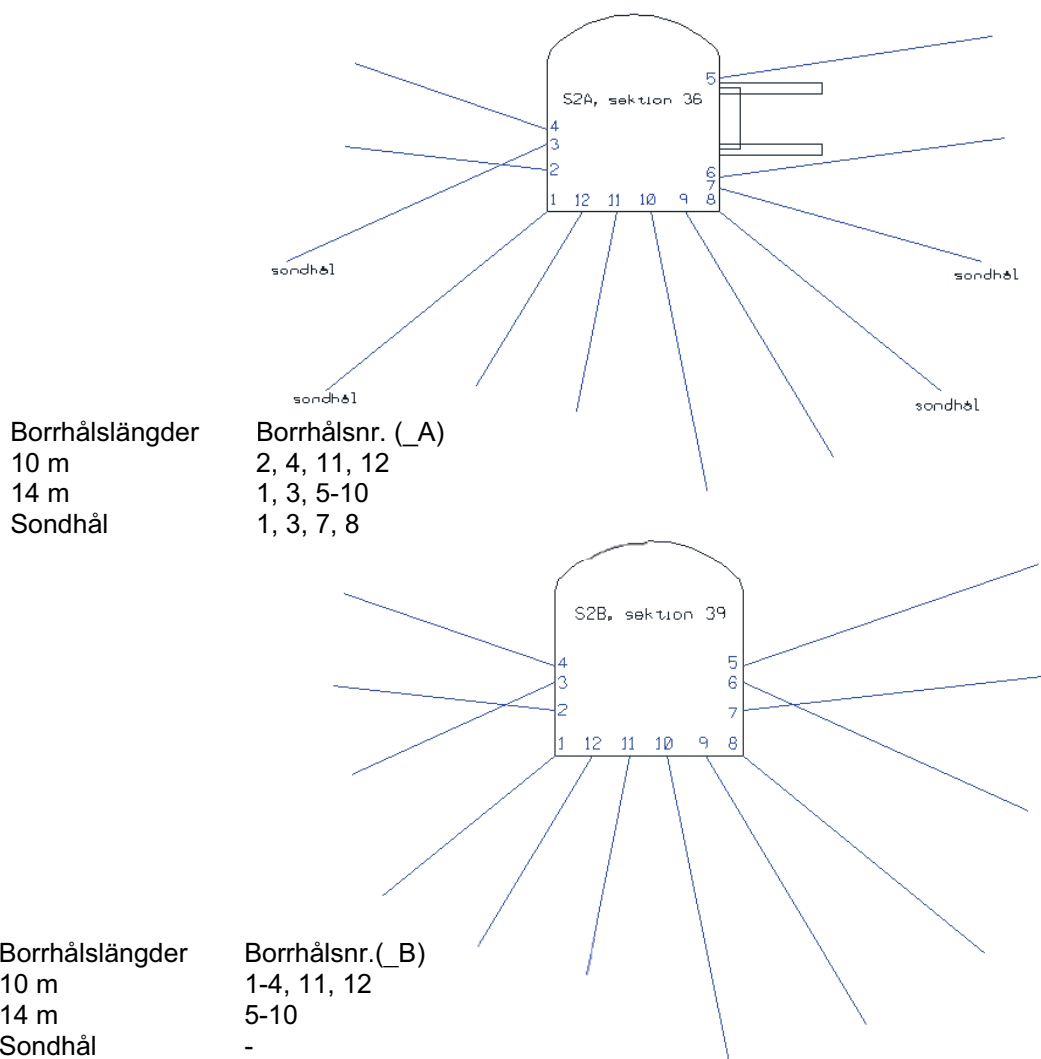 5
S2A, sektion 36
4
3
2
6
7
1 12 11 10 9 8
sondhål
sondhål
sondhål
sondhål
Borrhålslängder Borrhålsnr. (_A)
10 m 2, 4, 11, 12
14 m 1, 3, 5-10
Sondhål 1, 3, 7, 8
S2B, sektion 39
4 5
3 6
2 7
1 12 11 10 9 8
Borrhålslängder Borrhålsnr.(_B)
10 m 1-4, 11, 12
14 m 5-10
Sondhål -